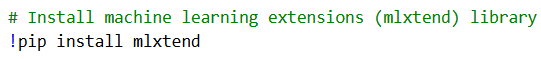 # Install machine learning extensions (mlxtend) library
!pip install mlxtend